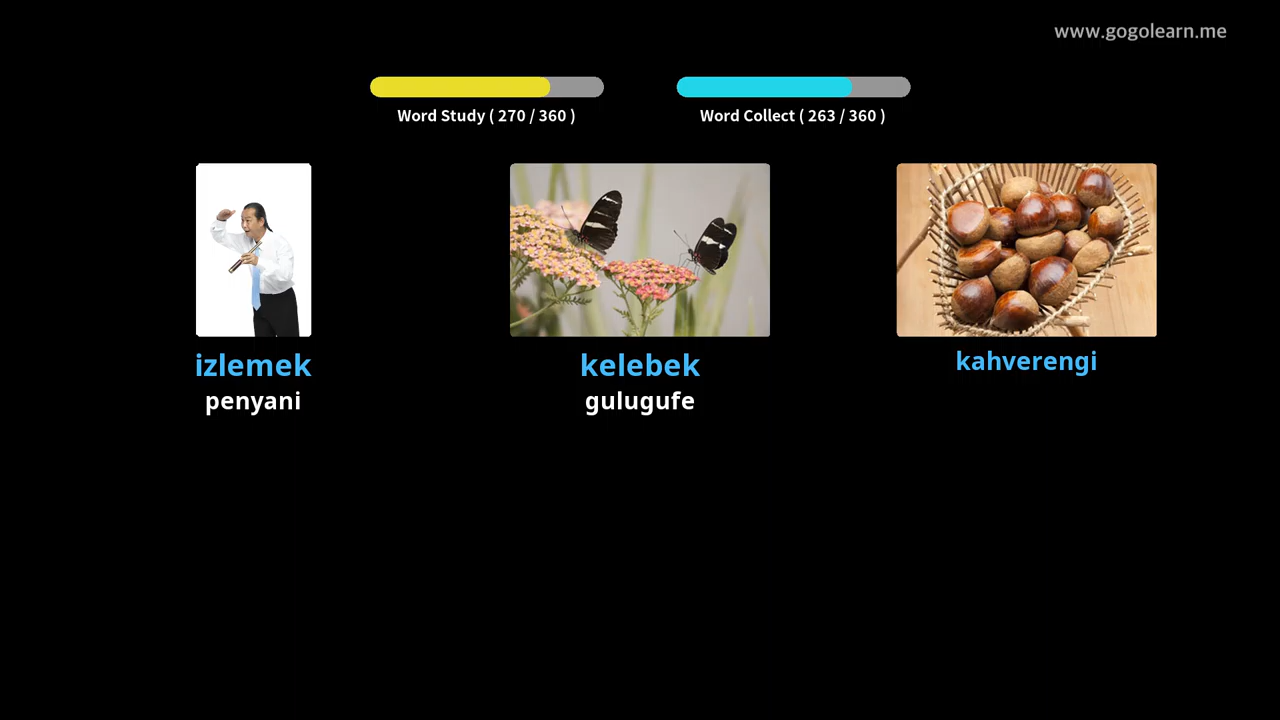 www.gogolearn.me
Word Study ( 270 / 360 )
Word Collect ( 263 / 360 )
izlemek
penyani
kelebek
gulugufe
kahverengi